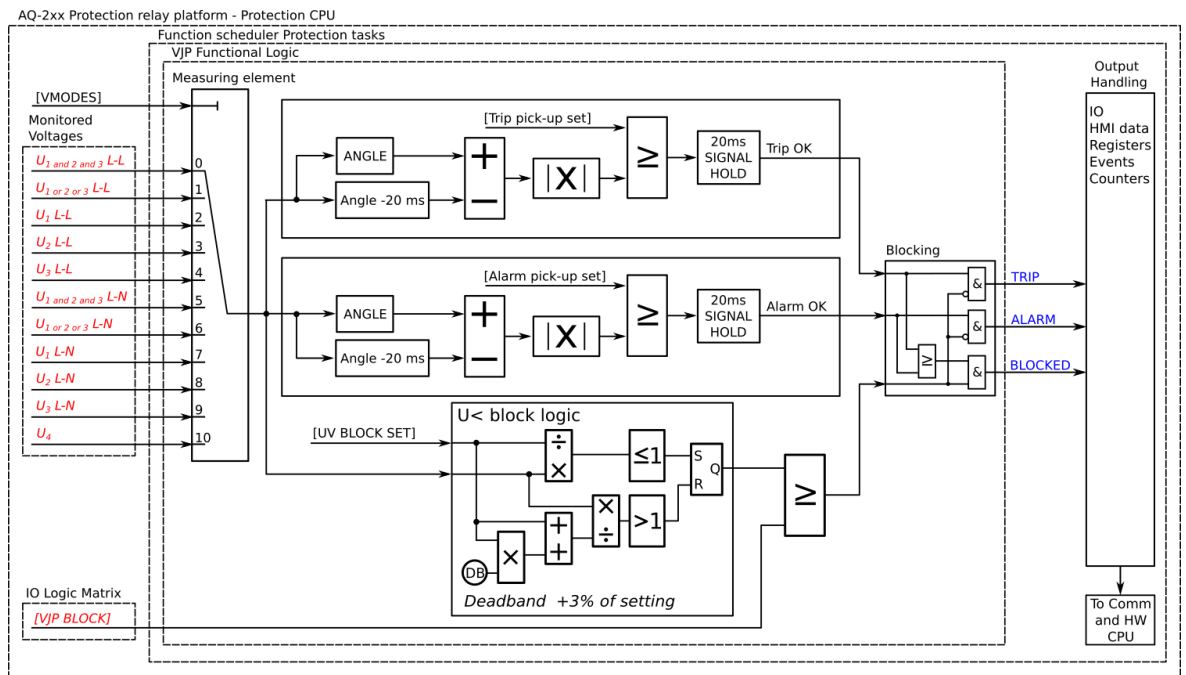 AQ-2xx Protection relay platform - Protection CPU
Function scheduler Protection tasks
VJP Functional Logic
Measuring element
[VMODES]
Monitored
Voltages
U1 and 2 and 3 L-L
U1 or 2 or 3 L-L
U1 L-L
U2 L-L
U3 L-L
U1 and 2 and 3 L-N
U1 or 2 or 3 L-N
U1 L-N
U2 L-N
U3 L-N
U4
0
1
2
3
4
5
6
7
8
9
10
[Trip pick-up set]
ANGLE
Angle -20 ms
+
−
|X|
≥
20ms
SIGNAL
HOLD
Trip OK
[Alarm pick-up set]
ANGLE
Angle -20 ms
+
−
|X|
≥
20ms
SIGNAL
HOLD
Alarm OK
U< block logic
[UV BLOCK SET]
÷
×
≤1
S
Q
R
×
÷
>1
+
+
×
DB
Deadband +3% of setting
≥
Blocking
&
&
≥
&
TRIP
ALARM
BLOCKED
Output
Handling
IO
HMI data
Registers
Events
Counters
To Comm
and HW
CPU
IO Logic Matrix
[VJP BLOCK]